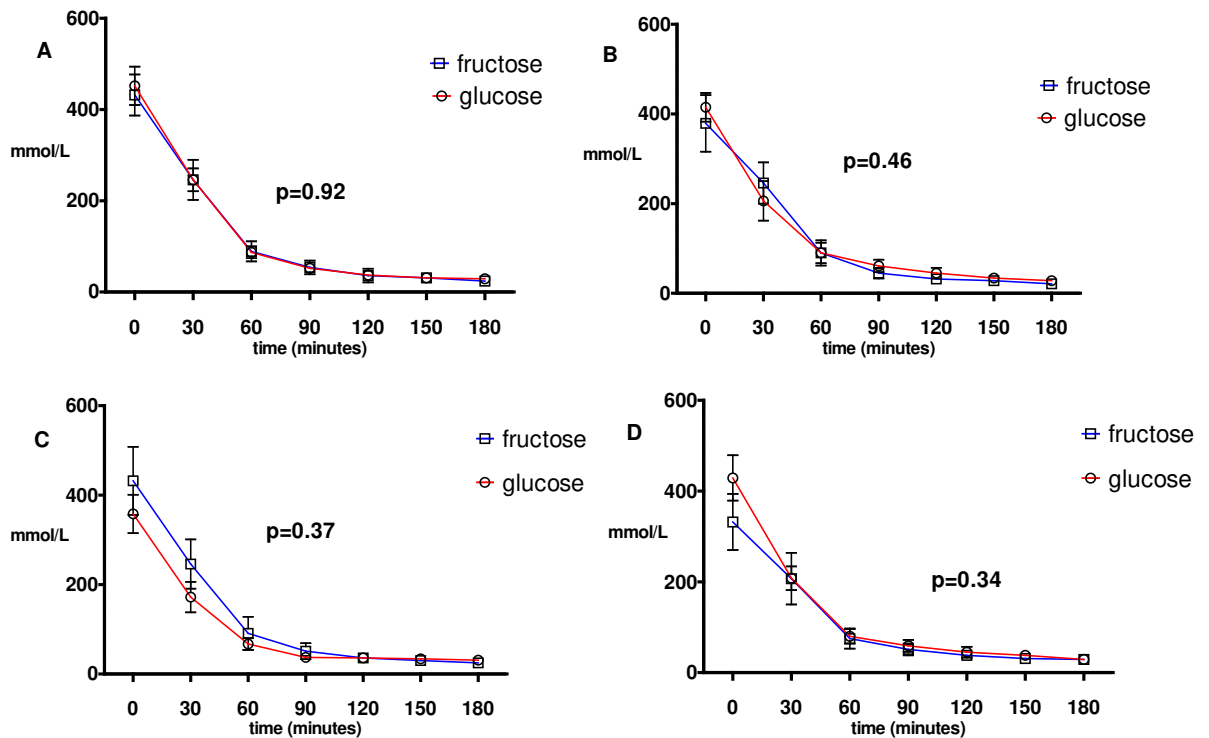 A
600
400
200
0
mmol/L
fructose
glucose
p=0.92
0 30 60 90 120 150 180
time (minutes)
B
600
400
200
0
mmol/L
fructose
glucose
p=0.46
0 30 60 90 120 150 180
time (minutes)
C
600
400
200
0
mmol/L
fructose
glucose
p=0.37
0 30 60 90 120 150 180
time (minutes)
D
600
400
200
0
mmol/L
fructose
glucose
p=0.34
0 30 60 90 120 150 180
time (minutes)